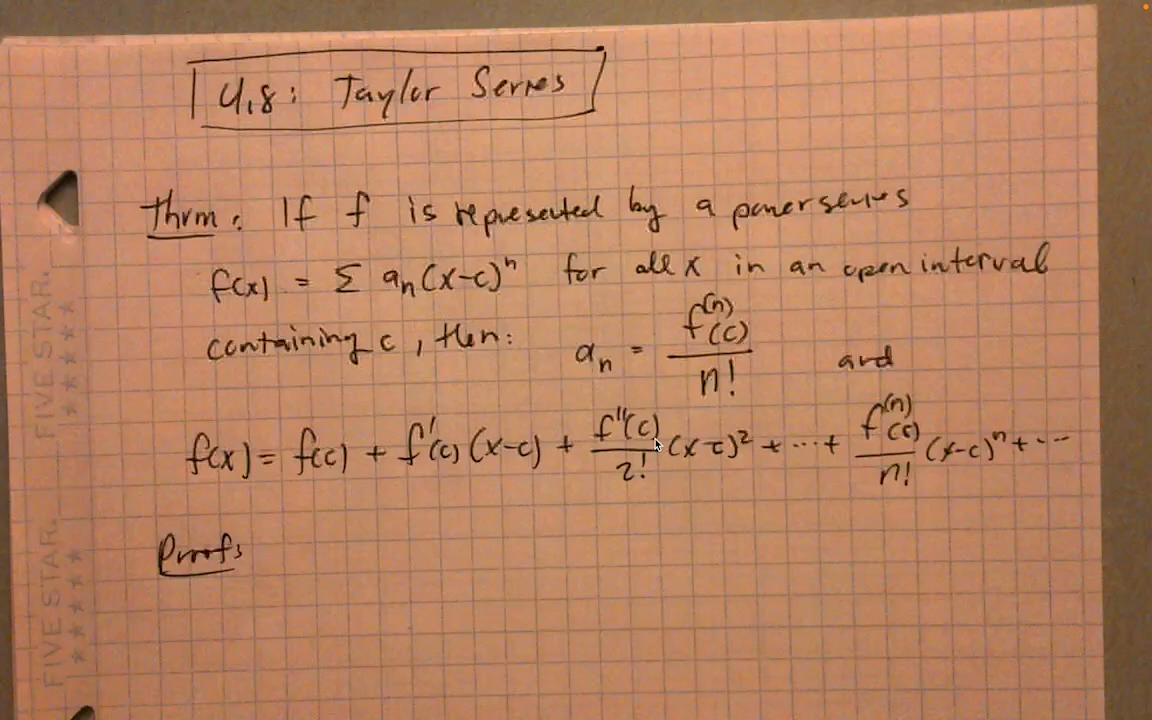 4.8: Taylor Series
Thrm: If f is represented by a power series
f(x) = Σ aₙ(x-c)ⁿ for all x in an open interval
containing c, then: aₙ = f⁽ⁿ⁾(c) / n! and
f(x) = f(c) + f'(c)(x-c) + f''(c)/2! (x-c)² + ... + f⁽ⁿ⁾(c)/n! (x-c)ⁿ + ...
Proof:
FIVE STAR.
FIVE STAR.